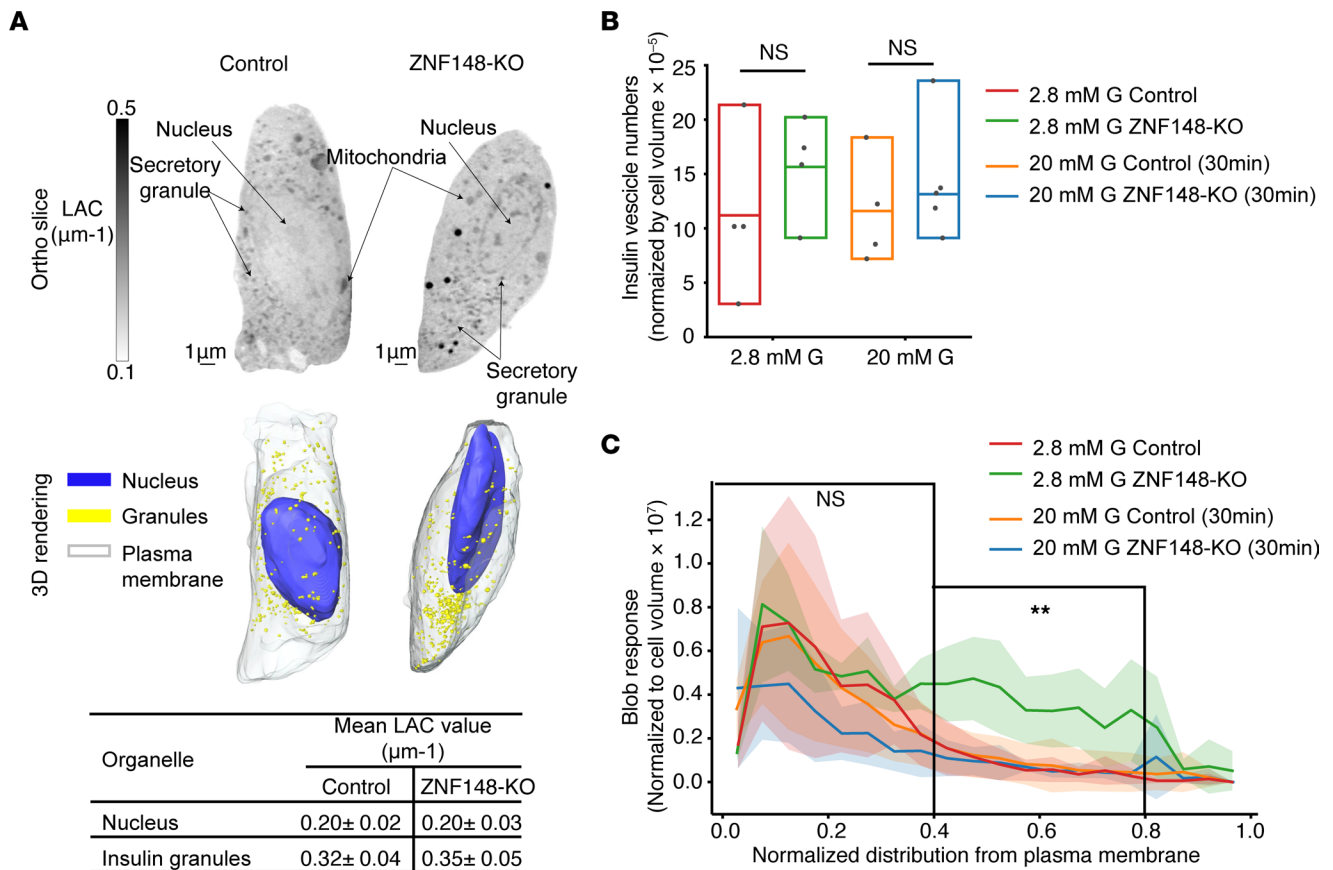 A
Control
ZNF148-KO
0.5
Nucleus
Nucleus
Mitochondria
Secretory
granule
LAC
(µm-1)
Ortho slice
1µm
1µm
0.1
Secretory
granule
3D rendering
Nucleus
Granules
Plasma
membrane
Organelle
Mean LAC value
(µm-1)
Control
ZNF148-KO
Nucleus
0.20± 0.02
0.20± 0.03
Insulin granules
0.32± 0.04
0.35± 0.05
B
Insulin vesicle numbers
(normaized by cell volume × 10⁻⁵)
25
20
15
10
5
0
NS
NS
2.8 mM G
20 mM G
2.8 mM G Control
2.8 mM G ZNF148-KO
20 mM G Control (30min)
20 mM G ZNF148-KO (30min)
C
2.8 mM G Control
2.8 mM G ZNF148-KO
20 mM G Control (30min)
20 mM G ZNF148-KO (30min)
Blob response
(Normalized to cell volume × 10⁷)
1.2
1.0
0.8
0.6
0.4
0.2
0.0
NS
**
0.0
0.2
0.4
0.6
0.8
1.0
Normalized distribution from plasma membrane